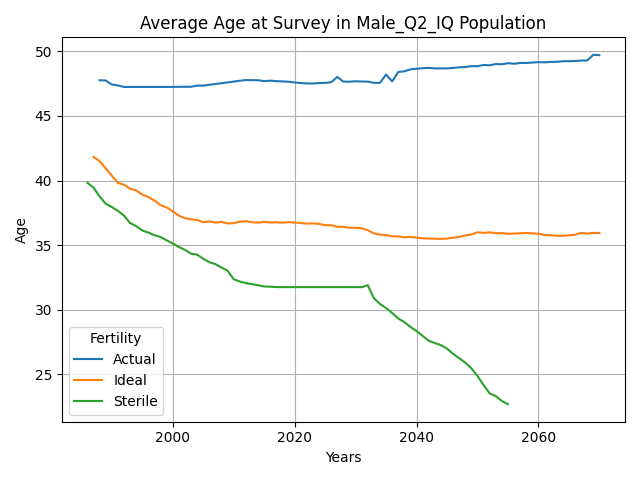 Average Age at Survey in Male_Q2_IQ Population
50
45
40
35
30
25
Age
Fertility
Actual
Ideal
Sterile
2000
2020
2040
2060
Years